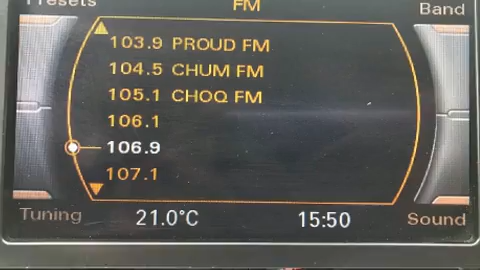 Presets FM Band
103.9 PROUD FM
104.5 CHUM FM
105.1 CHOQ FM
106.1
106.9
107.1
Tuning 21.0°C 15:50 Sound